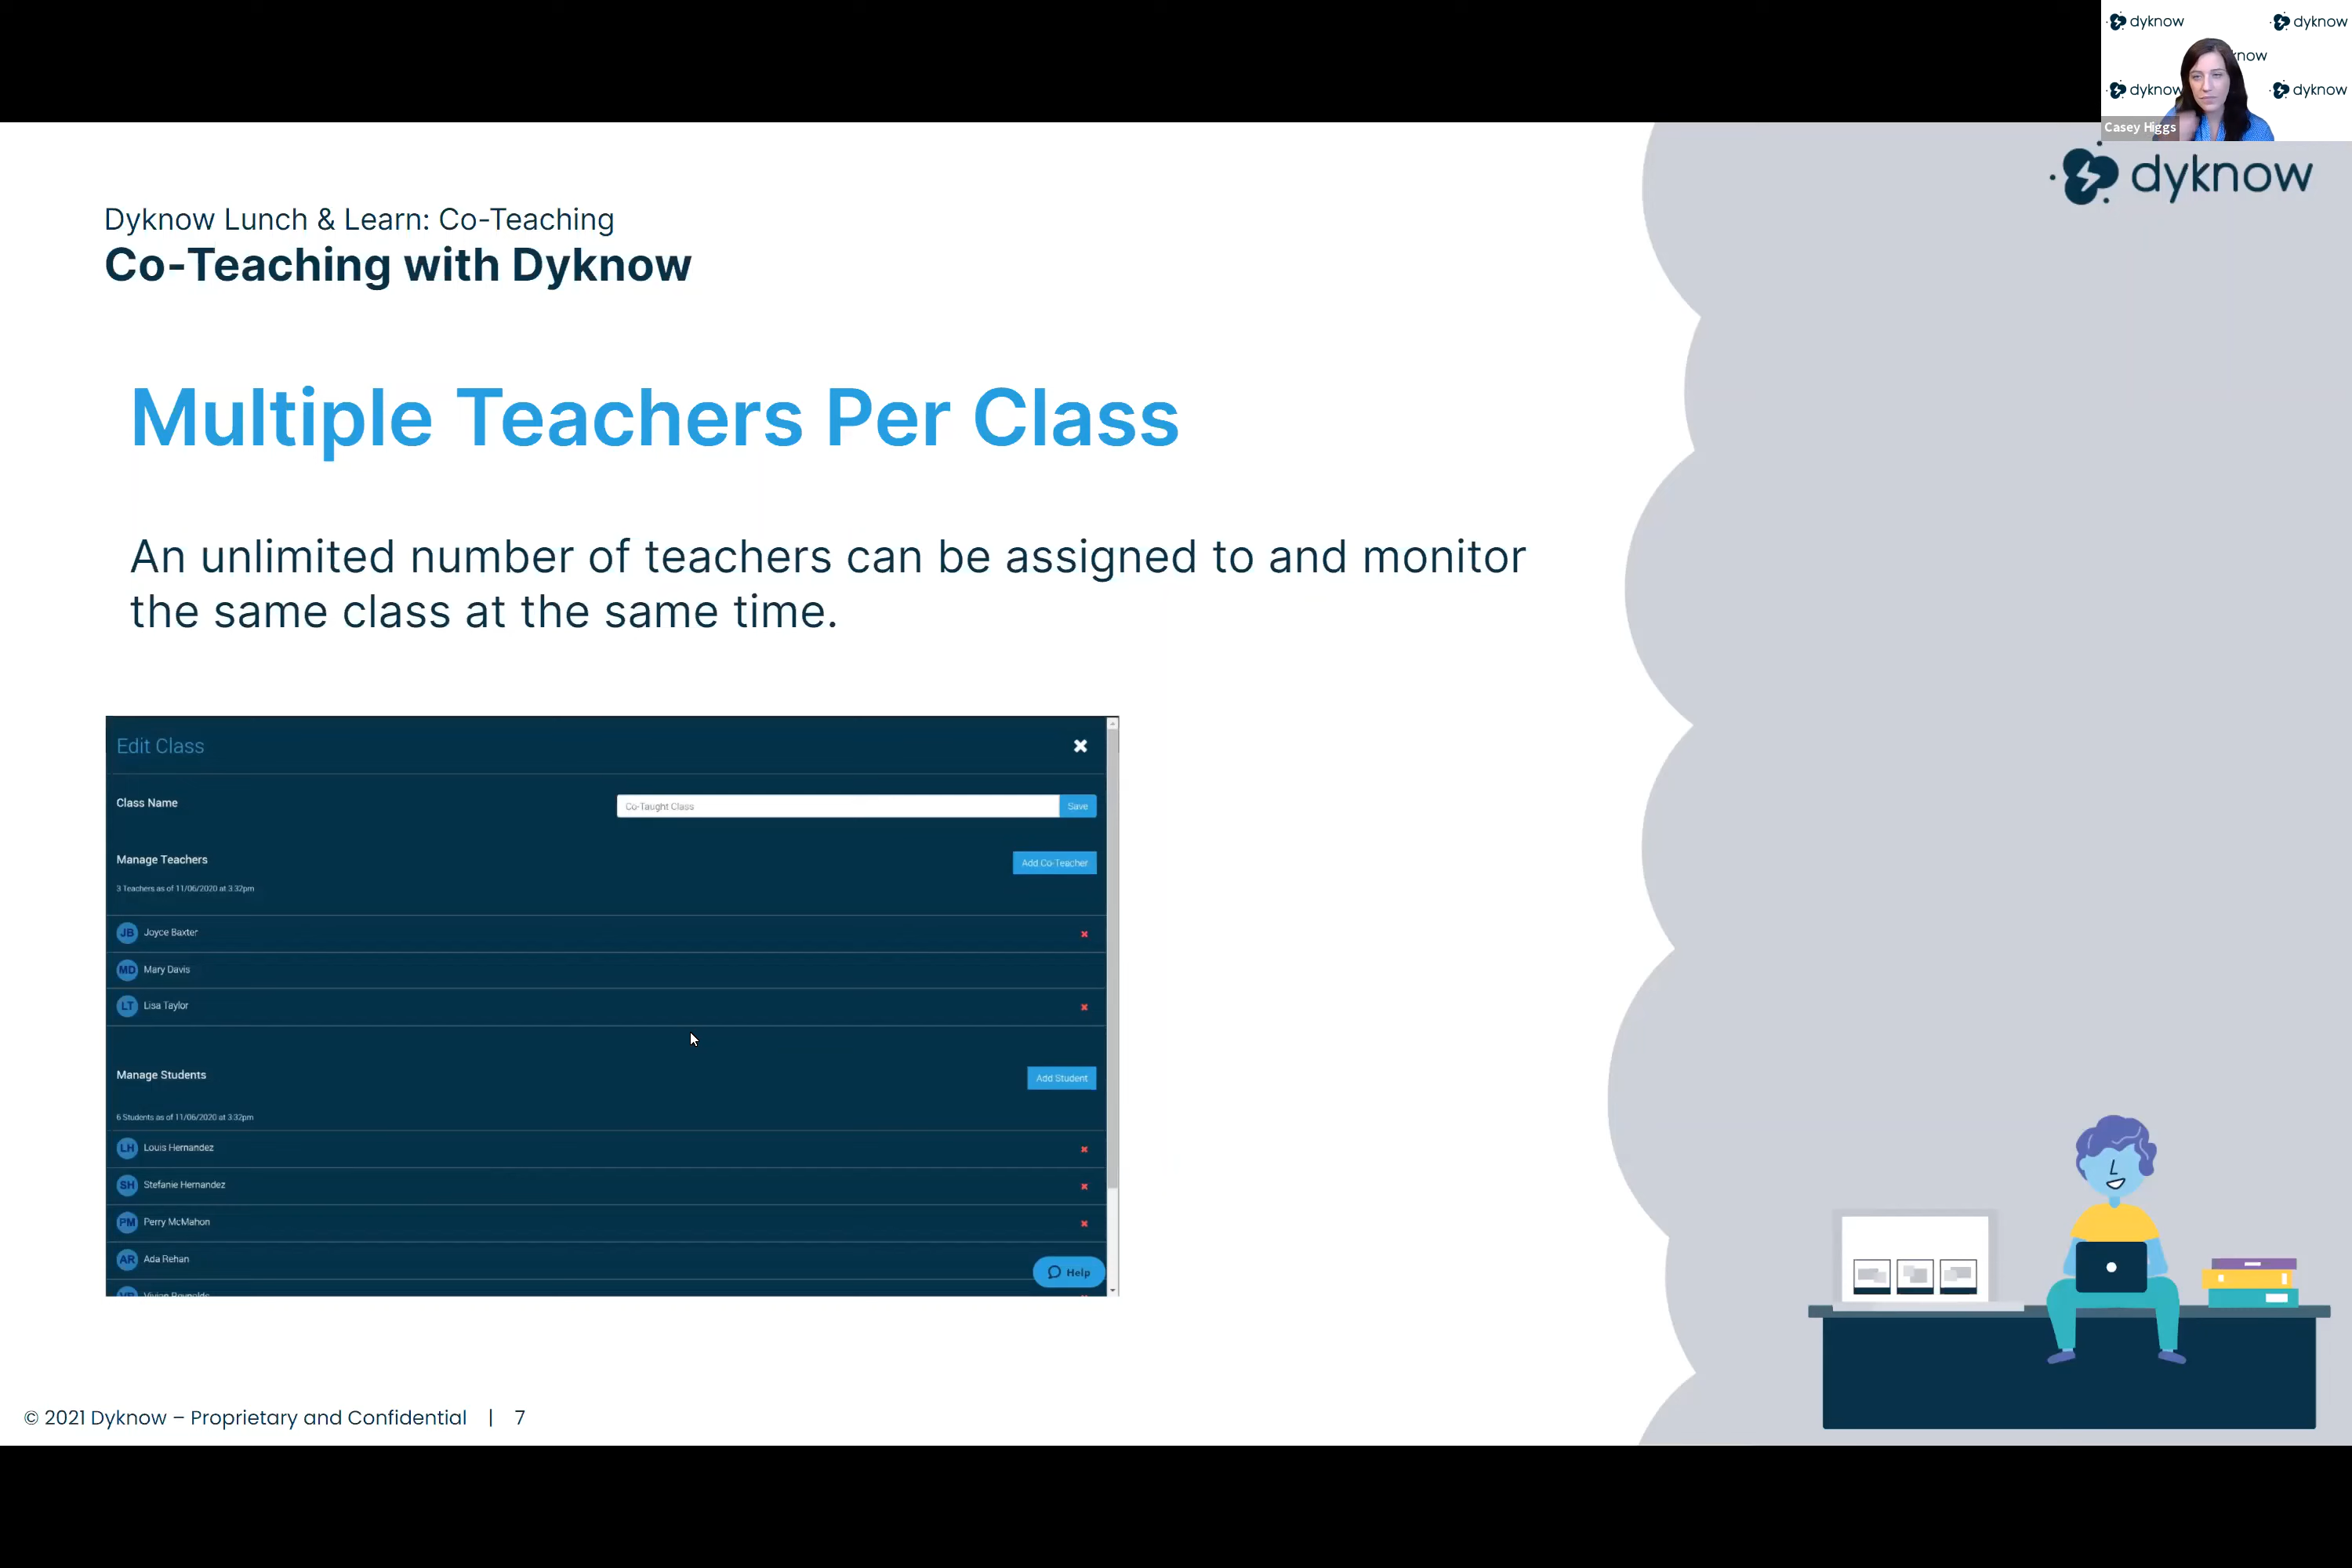 dyknow
dyknow
know
dyknow
dyknow
Casey Higgs
dyknow
Dyknow Lunch & Learn: Co-Teaching
Co-Teaching with Dyknow
Multiple Teachers Per Class
An unlimited number of teachers can be assigned to and monitor
the same class at the same time.
Edit Class
Class Name
Co-Taught Class
Save
Manage Teachers
Add Co-Teacher
3 Teachers as of 11/06/2020 at 3:32pm
JB Joyce Baxter
MD Mary Davis
LT Lisa Taylor
Manage Students
Add Student
6 Students as of 11/06/2020 at 3:32pm
LH Louis Hernandez
SH Stefanie Hernandez
PM Perry McMahon
AR Ada Rehan
Help
Vivian Reynolds
© 2021 Dyknow – Proprietary and Confidential | 7